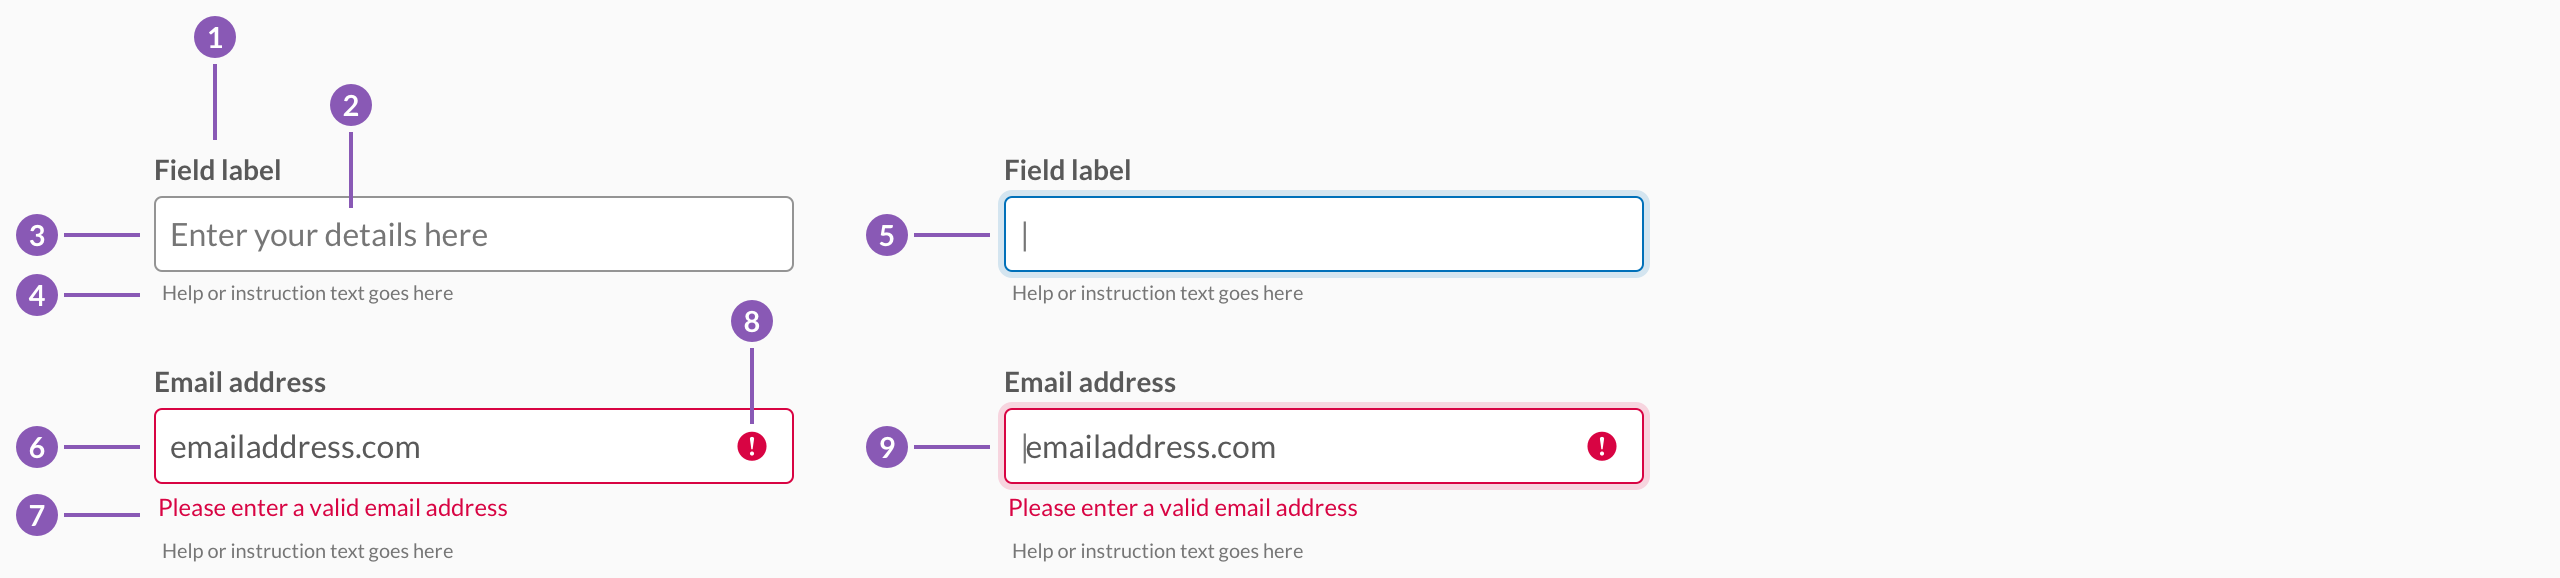 1
2
Field label
3 Enter your details here
4 Help or instruction text goes here
Field label
5
Help or instruction text goes here
8
Email address
6 emailaddress.com !
7 Please enter a valid email address
Help or instruction text goes here
Email address
9 emailaddress.com !
Please enter a valid email address
Help or instruction text goes here